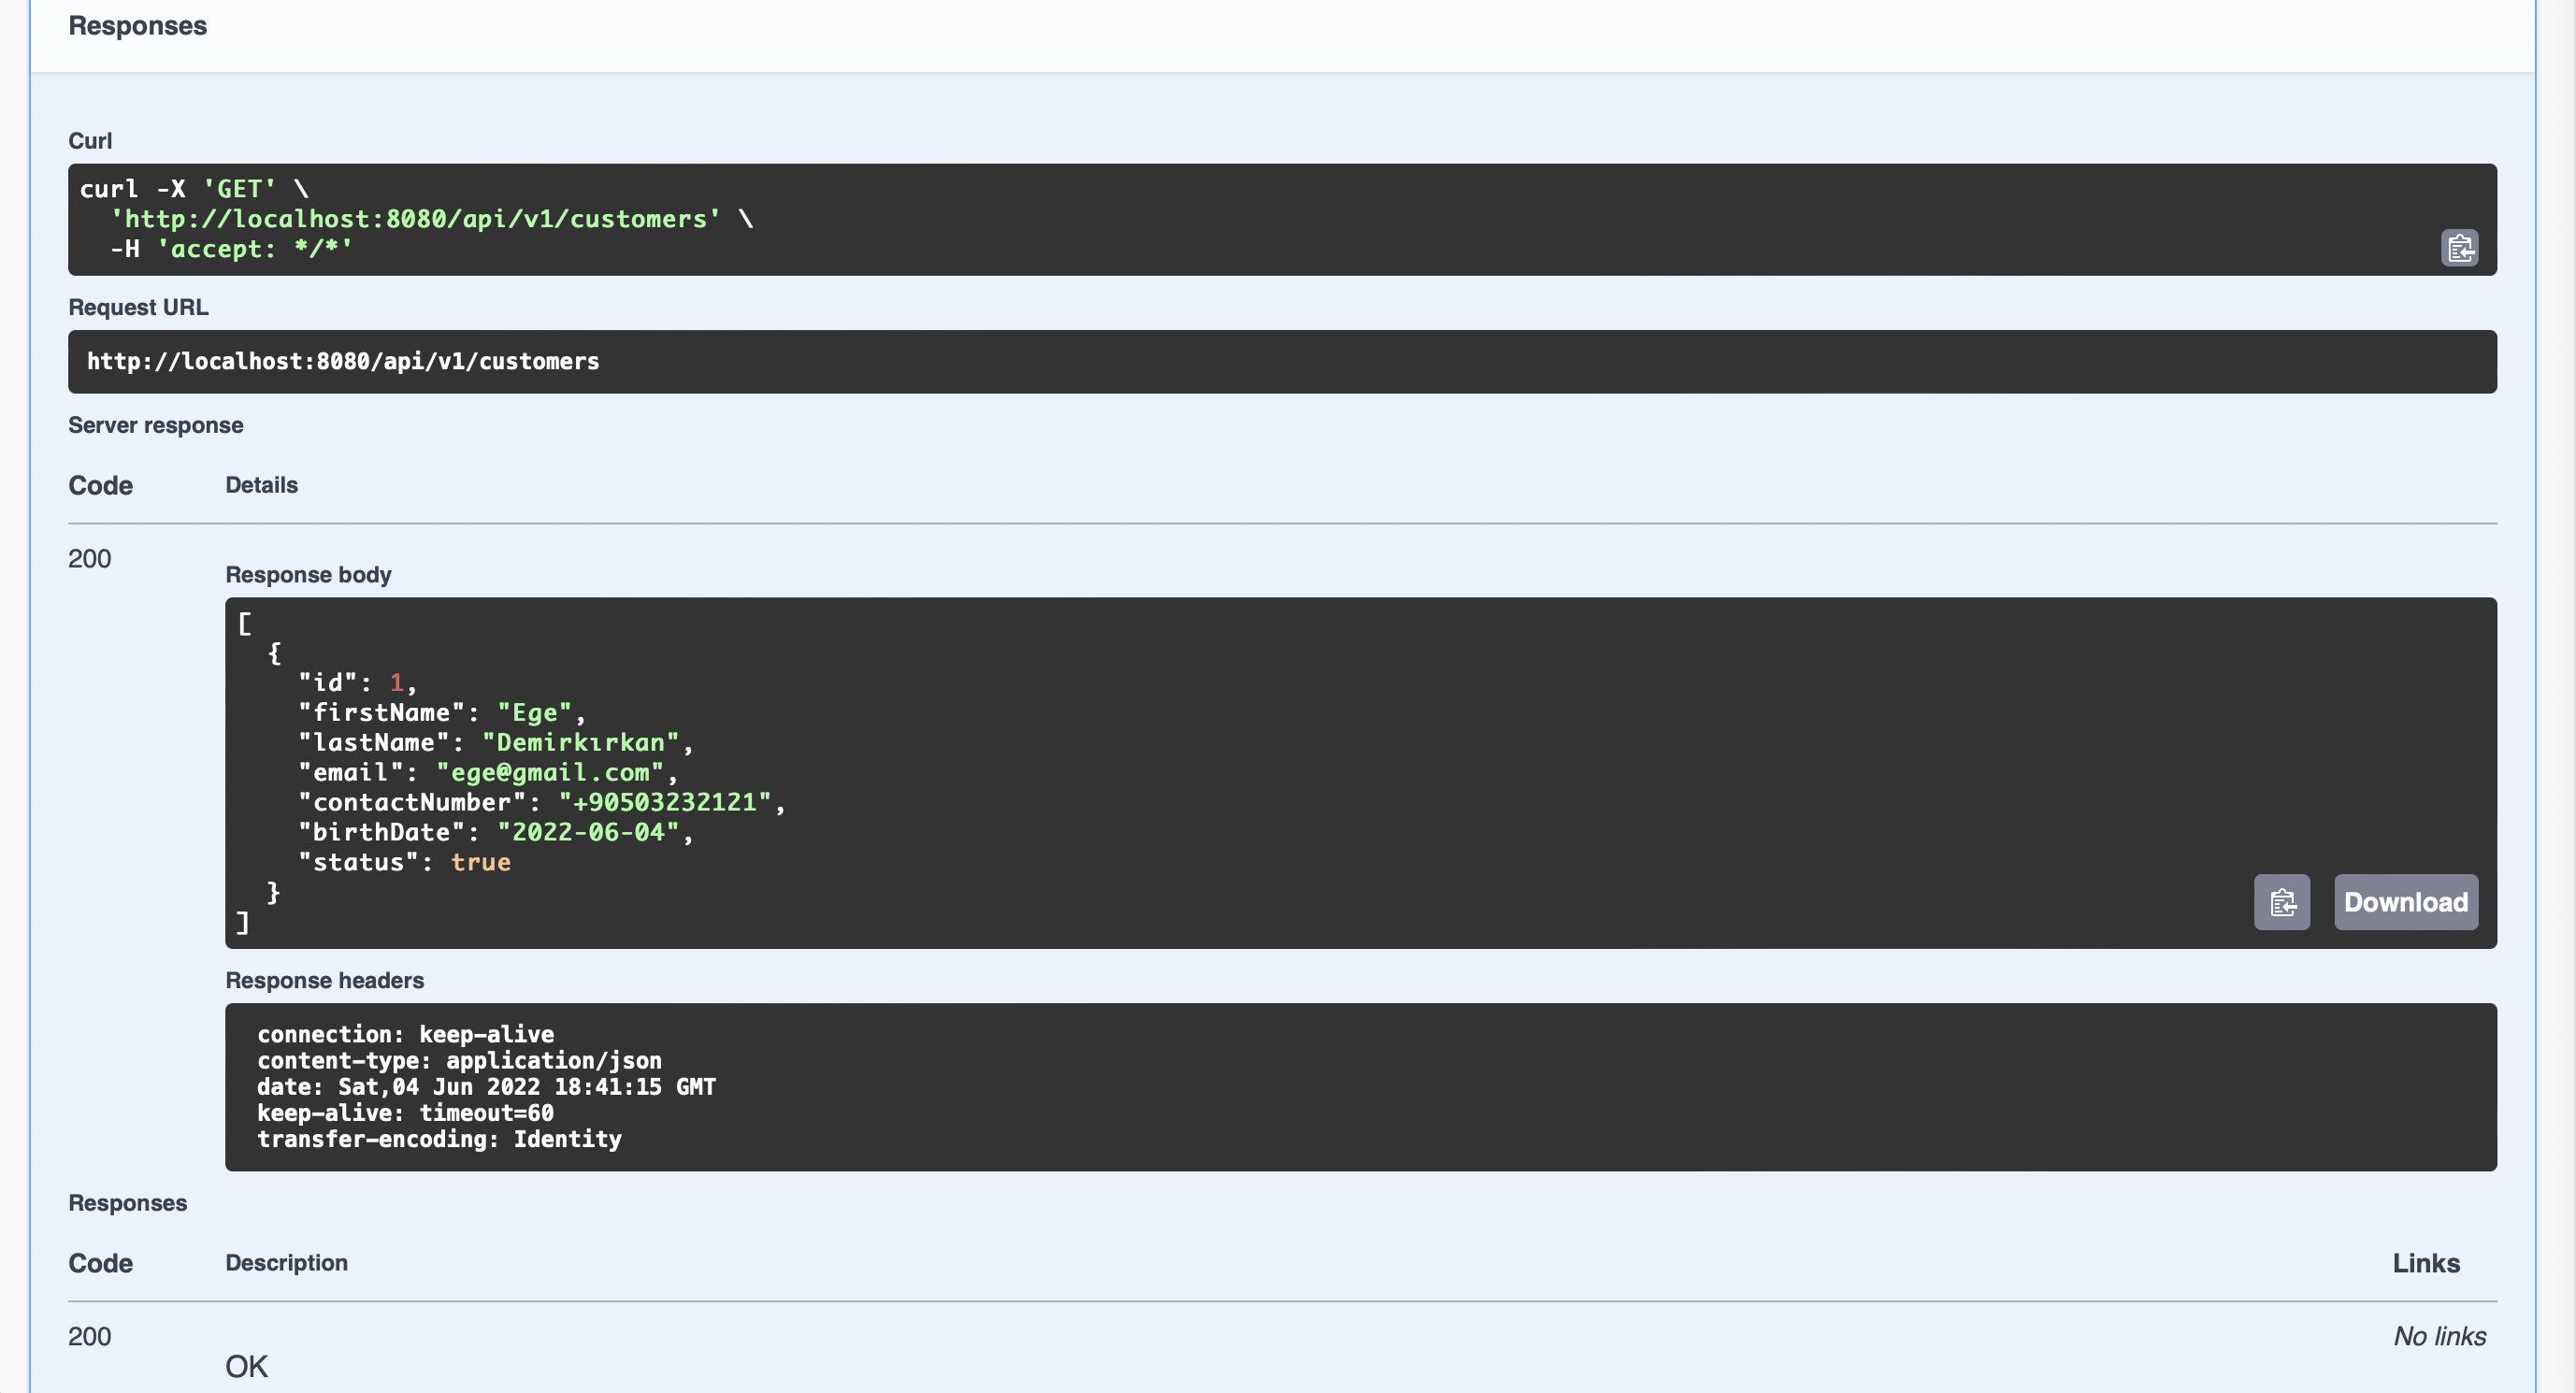 Responses
Curl
curl -X 'GET' \
  'http://localhost:8080/api/v1/customers' \
  -H 'accept: */*'
Request URL
http://localhost:8080/api/v1/customers
Server response
Code Details
200
Response body
[
  {
    "id": 1,
    "firstName": "Ege",
    "lastName": "Demirkırkan",
    "email": "ege@gmail.com",
    "contactNumber": "+90503232121",
    "birthDate": "2022-06-04",
    "status": true
  }
]
Download
Response headers
connection: keep-alive
content-type: application/json
date: Sat,04 Jun 2022 18:41:15 GMT
keep-alive: timeout=60
transfer-encoding: Identity
Responses
Code Description Links
200 No links
OK